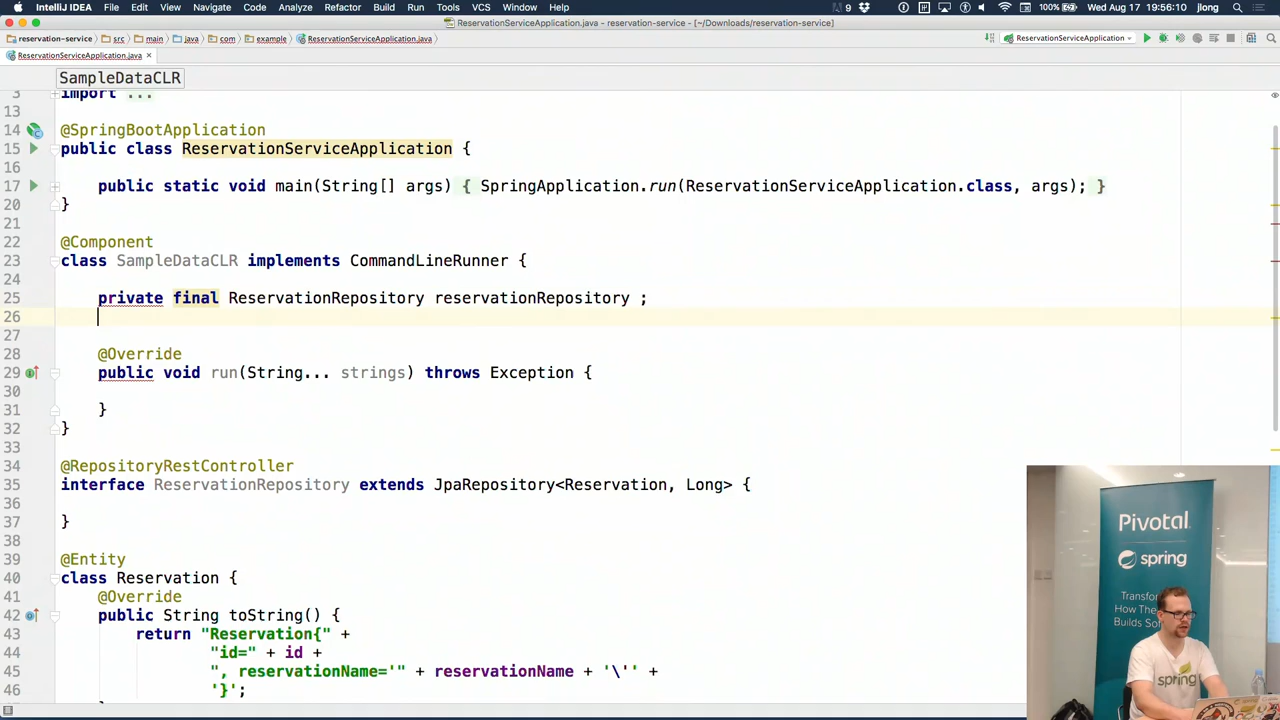 IntelliJ IDEA File Edit View Navigate Code Analyze Refactor Build Run Tools VCS Window Help 9 100% Wed Aug 17 19:56:10 jlong
ReservationServiceApplication.java - reservation-service - [~/Downloads/reservation-service]
reservation-service src main java com example ReservationServiceApplication.java ReservationServiceApplication
ReservationServiceApplication.java
SampleDataCLR
3 import ...
13
14 @SpringBootApplication
15 public class ReservationServiceApplication {
16
17 public static void main(String[] args) { SpringApplication.run(ReservationServiceApplication.class, args); }
20 }
21
22 @Component
23 class SampleDataCLR implements CommandLineRunner {
24
25 private final ReservationRepository reservationRepository ;
26
27
28 @Override
29 public void run(String... strings) throws Exception {
30
31 }
32 }
33
34 @RepositoryRestController
35 interface ReservationRepository extends JpaRepository<Reservation, Long> {
36
37 }
38
39 @Entity
40 class Reservation {
41 @Override
42 public String toString() {
43 return "Reservation{" +
44 "id=" + id +
45 ", reservationName='" + reservationName + '\'' +
46 '}';
Pivotal
spring
Transfor
How The
Builds So
spring